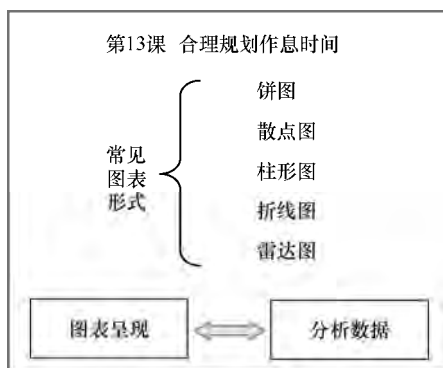 第13课 合理规划作息时间
常见
图表
形式
饼图
散点图
柱形图
折线图
雷达图
图表呈现
分析数据